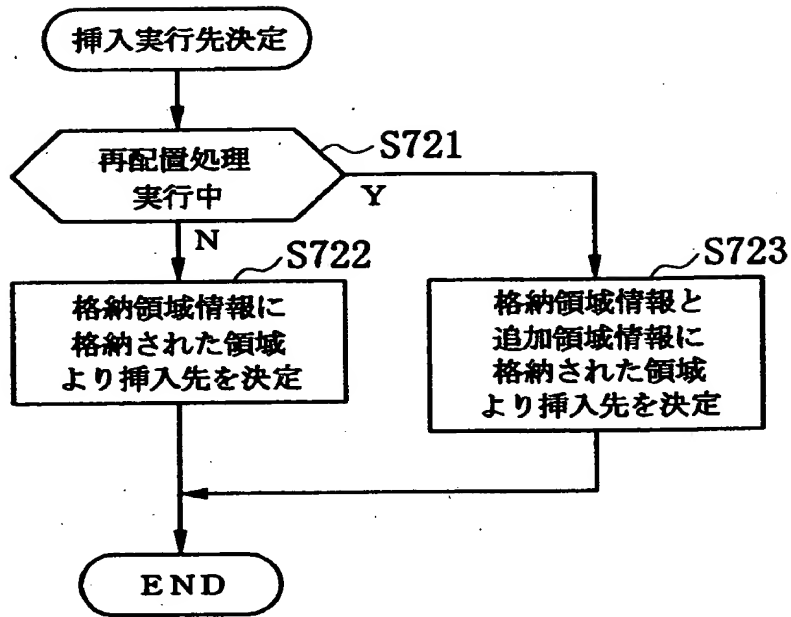 挿入実行先決定
再配置処理
実行中
S721
Y
N
S722
S723
格納領域情報に
格納された領域
より挿入先を決定
格納領域情報と
追加領域情報に
格納された領域
より挿入先を決定
END